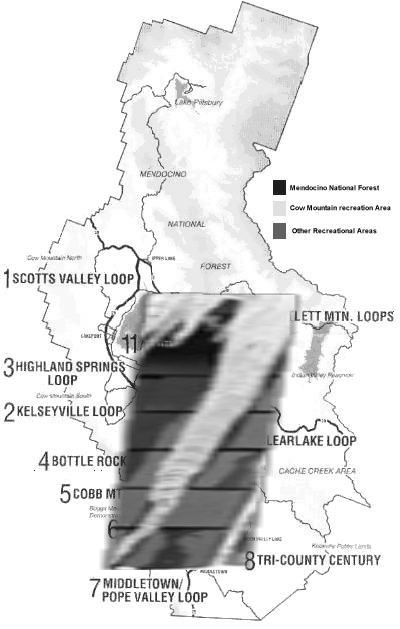 Lake Pillsbury
MENDOCINO
Mendocino National Forest
Cow Mountain recreation Area
NATIONAL
Other Recreational Areas
Cow Mountain North
UPPER LAKE
FOREST
1 SCOTTS VALLEY LOOP
LETT MTN. LOOPS
LAKEPORT
11
3 HIGHLAND SPRINGS
LOOP
Indian Valley Reservoir
Cow Mountain South
2 KELSEYVILLE LOOP
LEARLAKE LOOP
4 BOTTLE ROCK
CACHE CREEK AREA
5 COBB MT
Boggs
6
Knoxville Public Lands
8 TRI-COUNTY CENTURY
MIDDLETOWN
7 MIDDLETOWN/
POPE VALLEY LOOP